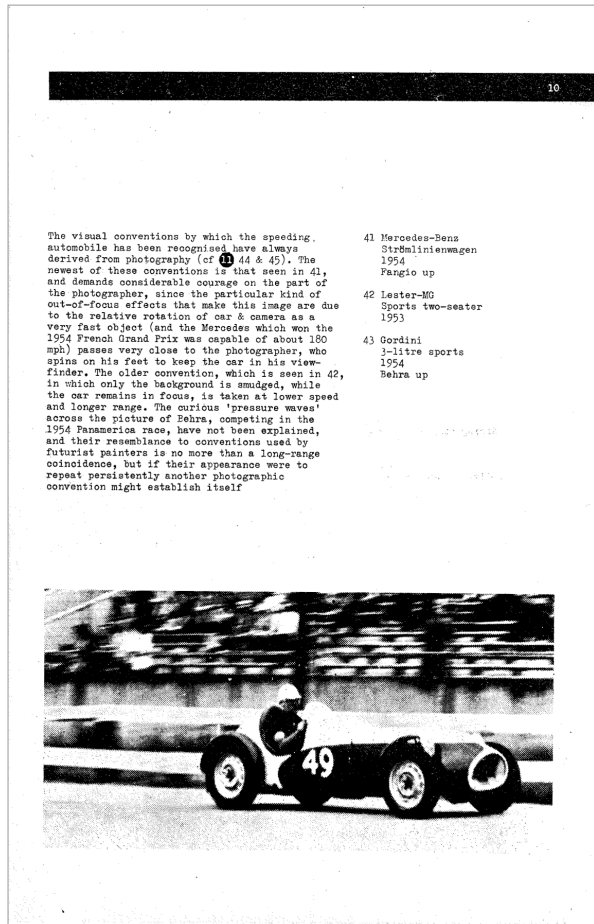 10
The visual conventions by which the speeding
automobile has been recognised have always
derived from photography (cf 11 44 & 45). The
newest of these conventions is that seen in 41,
and demands considerable courage on the part of
the photographer, since the particular kind of
out-of-focus effects that make this image are due
to the relative rotation of car & camera as a
very fast object (and the Mercedes which won the
1954 French Grand Prix was capable of about 180
mph) passes very close to the photographer, who
spins on his feet to keep the car in his view-
finder. The older convention, which is seen in 42,
in which only the background is smudged, while
the car remains in focus, is taken at lower speed
and longer range. The curious 'pressure waves'
across the picture of Behra, competing in the
1954 Panamerica race, have not been explained,
and their resemblance to conventions used by
futurist painters is no more than a long-range
coincidence, but if their appearance were to
repeat persistently another photographic
convention might establish itself
41 Mercedes-Benz
Strömlinienwagen
1954
Fangio up
42 Lester-MG
Sports two-seater
1953
43 Gordini
3-litre sports
1954
Behra up
49